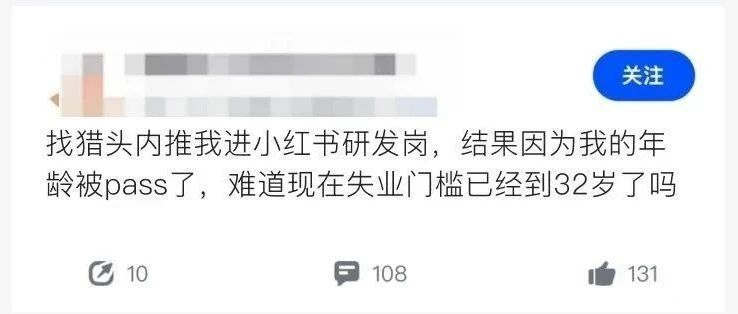 关注
找猎头内推我进小红书研发岗，结果因为我的年
龄被pass了，难道现在失业门槛已经到32岁了吗
10 108 131